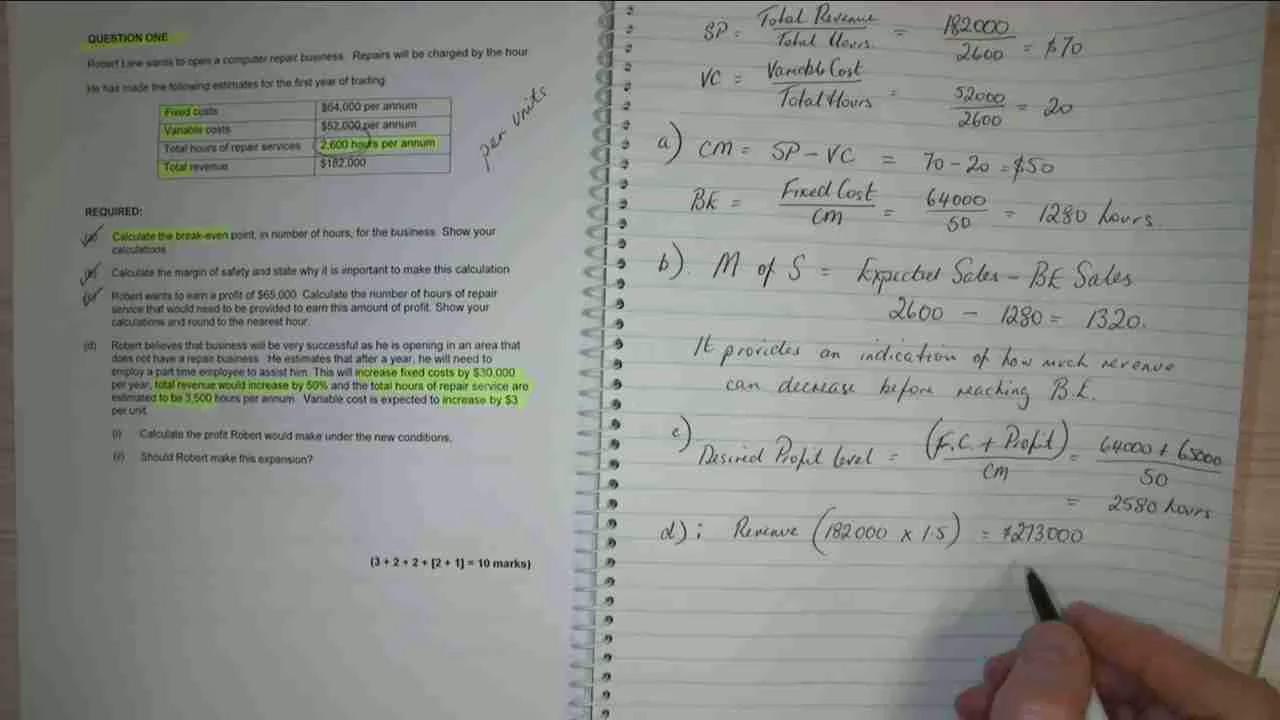 QUESTION ONE
Robert Lane wants to open a computer repair business. Repairs will be charged by the hour.
He has made the following estimates for the first year of trading:
Fixed costs $64,000 per annum
Variable costs $52,000 per annum
Total hours of repair services 2,600 hours per annum
Total revenue $182,000
per units
REQUIRED:
(a) Calculate the break-even point, in number of hours, for the business. Show your
calculations.
(b) Calculate the margin of safety and state why it is important to make this calculation
(c) Robert wants to earn a profit of $65,000. Calculate the number of hours of repair
service that would need to be provided to earn this amount of profit. Show your
calculations and round to the nearest hour.
(d) Robert believes that business will be very successful as he is opening in an area that
does not have a repair business. He estimates that after a year, he will need to
employ a part time employee to assist him. This will increase fixed costs by $30,000
per year, total revenue would increase by 50% and the total hours of repair service are
estimated to be 3,500 hours per annum. Variable cost is expected to increase by $3
per unit.
(i) Calculate the profit Robert would make under the new conditions.
(ii) Should Robert make this expansion?
(3 + 2 + 2 + [2 + 1] = 10 marks)
SP = Total Revenue / Total Hours. = 182000 / 2600 = $70
VC = Variable Cost / Total Hours = 52000 / 2600 = 20
a) CM = SP - VC = 70 - 20 = $50
BE = Fixed Cost / CM = 64000 / 50 = 1280 hours.
b). M of S = Expected Sales - BE Sales
2600 - 1280 = 1320.
It provides an indication of how much revenue
can decrease before reaching B.E.
c) Desired Profit Level = (F.C. + Profit) / CM = 64000 + 65000 / 50
= 2580 hours
d) i Revenue (182000 x 1.5) = $273000